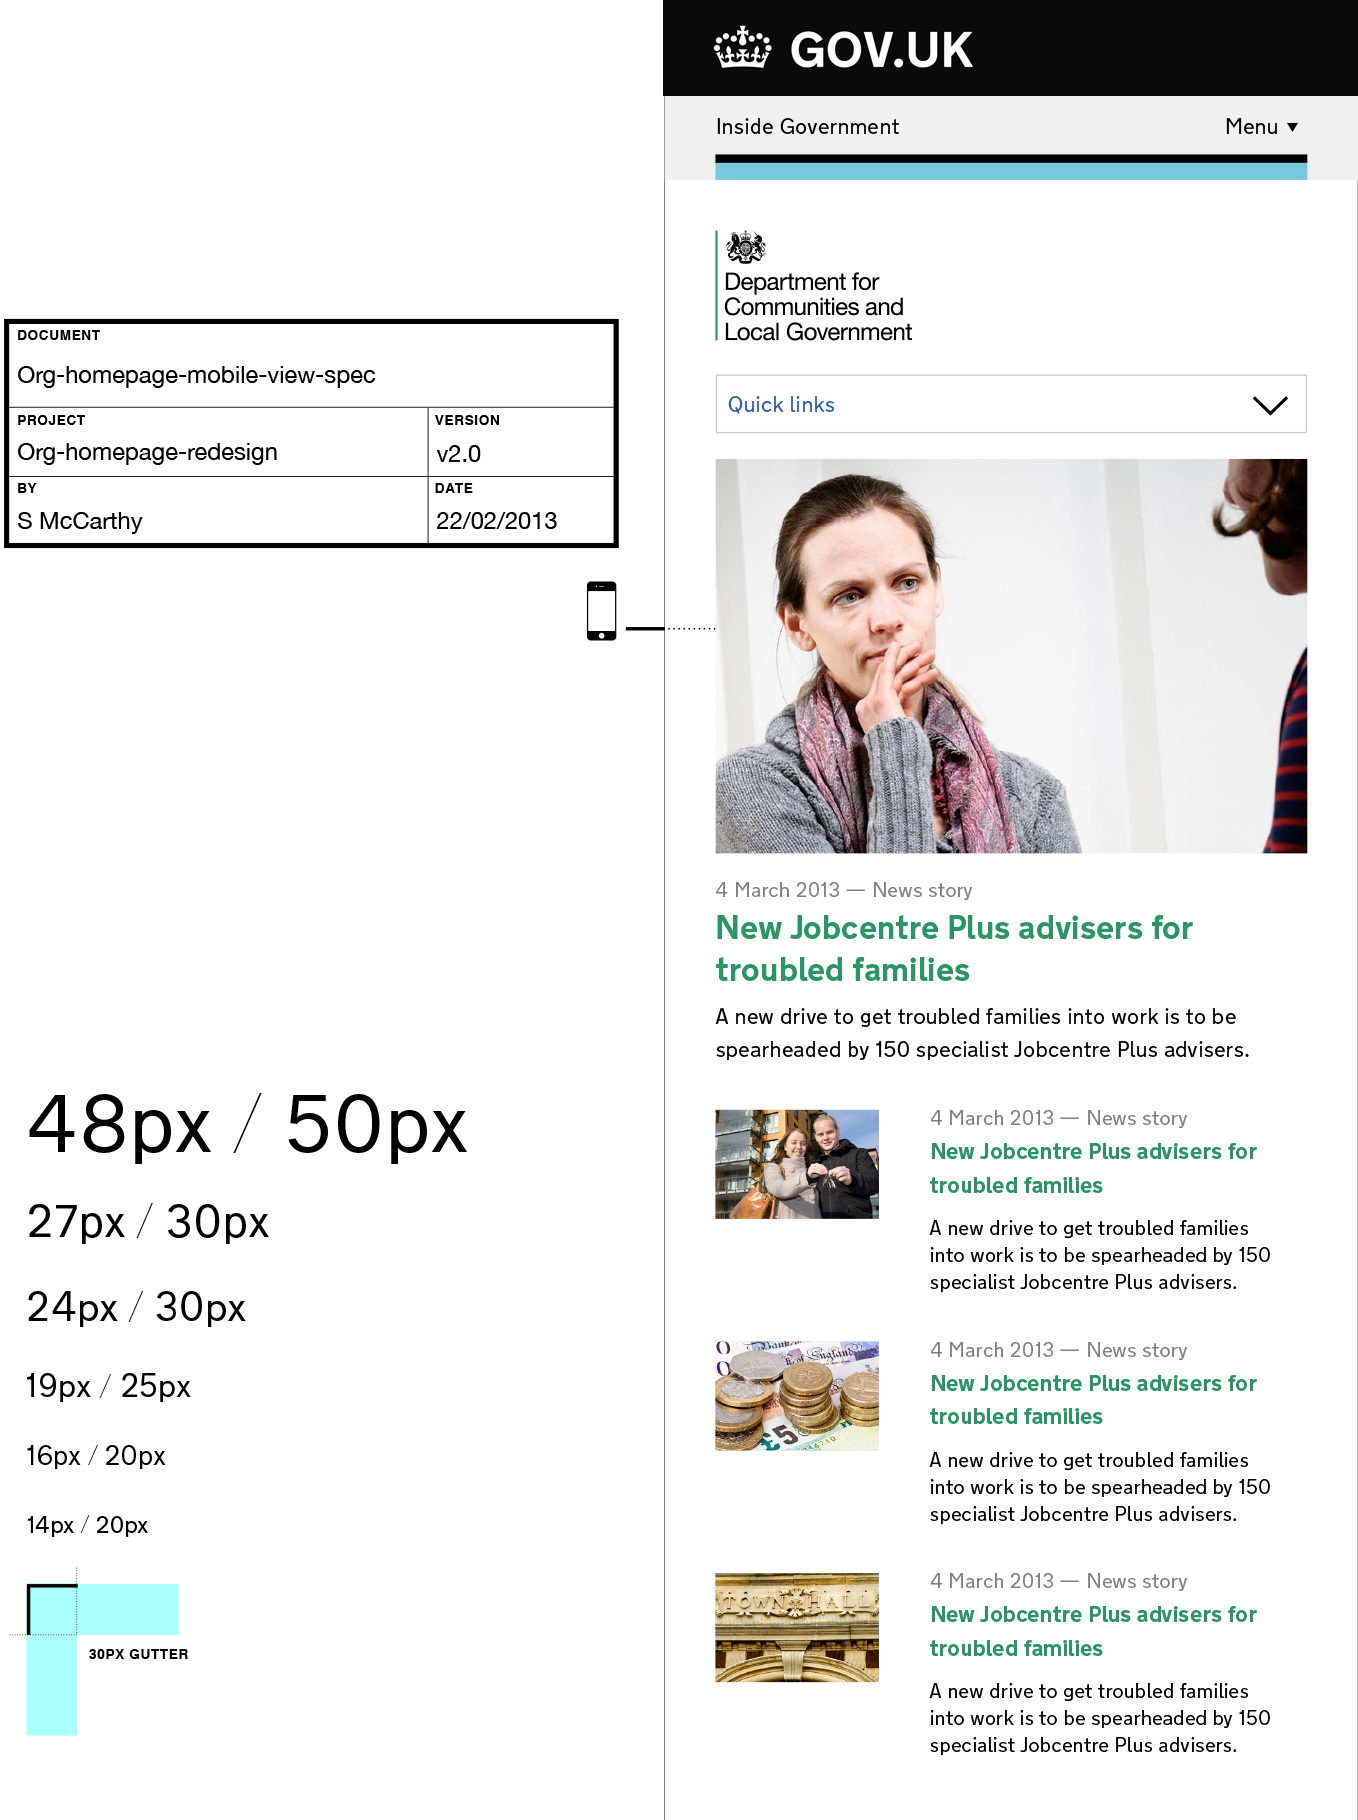 GOV.UK
Inside Government
Menu ▼
Department for
Communities and
Local Government
DOCUMENT
Org-homepage-mobile-view-spec
PROJECT
Org-homepage-redesign
VERSION
v2.0
BY
S McCarthy
DATE
22/02/2013
Quick links
4 March 2013 — News story
New Jobcentre Plus advisers for
troubled families
A new drive to get troubled families into work is to be
spearheaded by 150 specialist Jobcentre Plus advisers.
48px / 50px
27px / 30px
24px / 30px
19px / 25px
16px / 20px
14px / 20px
30PX GUTTER
4 March 2013 — News story
New Jobcentre Plus advisers for
troubled families
A new drive to get troubled families
into work is to be spearheaded by 150
specialist Jobcentre Plus advisers.
of England
£5
4 March 2013 — News story
New Jobcentre Plus advisers for
troubled families
A new drive to get troubled families
into work is to be spearheaded by 150
specialist Jobcentre Plus advisers.
TOWN HALL
4 March 2013 — News story
New Jobcentre Plus advisers for
troubled families
A new drive to get troubled families
into work is to be spearheaded by 150
specialist Jobcentre Plus advisers.